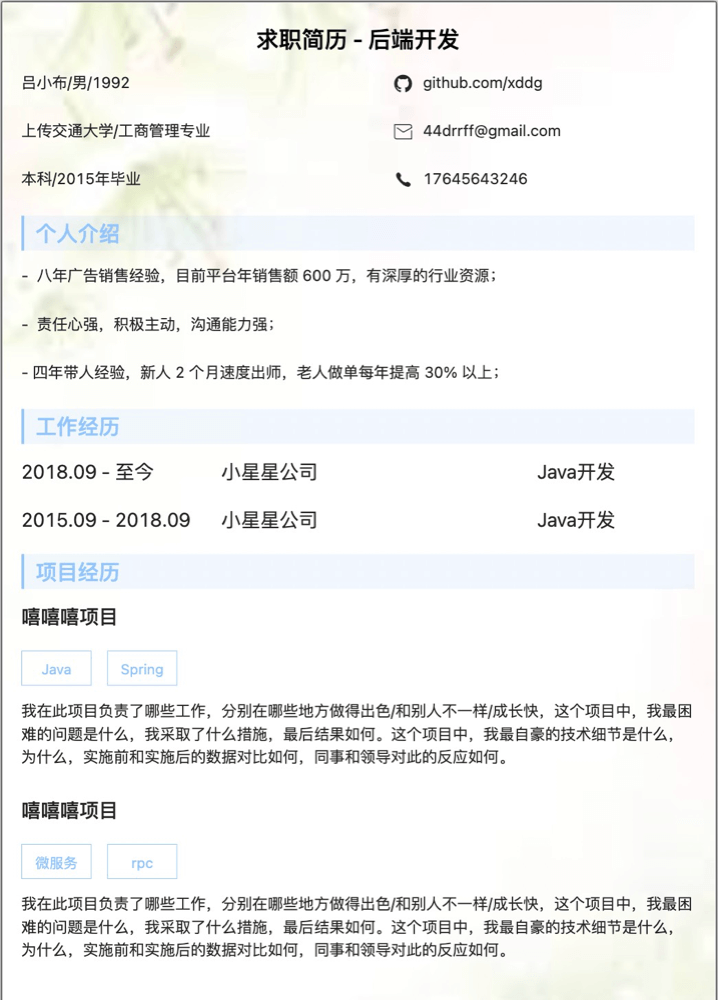 求职简历 - 后端开发
吕小布/男/1992
github.com/xddg
上传交通大学/工商管理专业
44drrff@gmail.com
本科/2015年毕业
17645643246
个人介绍
- 八年广告销售经验，目前平台年销售额 600 万，有深厚的行业资源；
- 责任心强，积极主动，沟通能力强；
- 四年带人经验，新人 2 个月速度出师，老人做单每年提高 30% 以上；
工作经历
2018.09 - 至今 小星星公司 Java开发
2015.09 - 2018.09 小星星公司 Java开发
项目经历
嘻嘻嘻项目
Java Spring
我在此项目负责了哪些工作，分别在哪些地方做得出色/和别人不一样/成长快，这个项目中，我最困
难的问题是什么，我采取了什么措施，最后结果如何。这个项目中，我最自豪的技术细节是什么，
为什么，实施前和实施后的数据对比如何，同事和领导对此的反应如何。
嘻嘻嘻项目
微服务 rpc
我在此项目负责了哪些工作，分别在哪些地方做得出色/和别人不一样/成长快，这个项目中，我最困
难的问题是什么，我采取了什么措施，最后结果如何。这个项目中，我最自豪的技术细节是什么，
为什么，实施前和实施后的数据对比如何，同事和领导对此的反应如何。